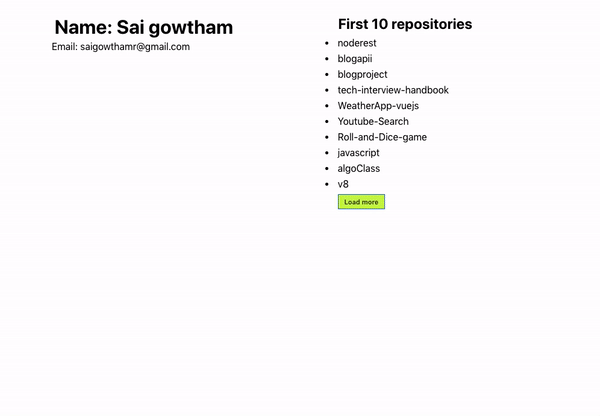 Name: Sai gowtham
Email: saigowthamr@gmail.com
First 10 repositories
noderest
blogapii
blogproject
tech-interview-handbook
WeatherApp-vuejs
Youtube-Search
Roll-and-Dice-game
javascript
algoClass
v8
Load more